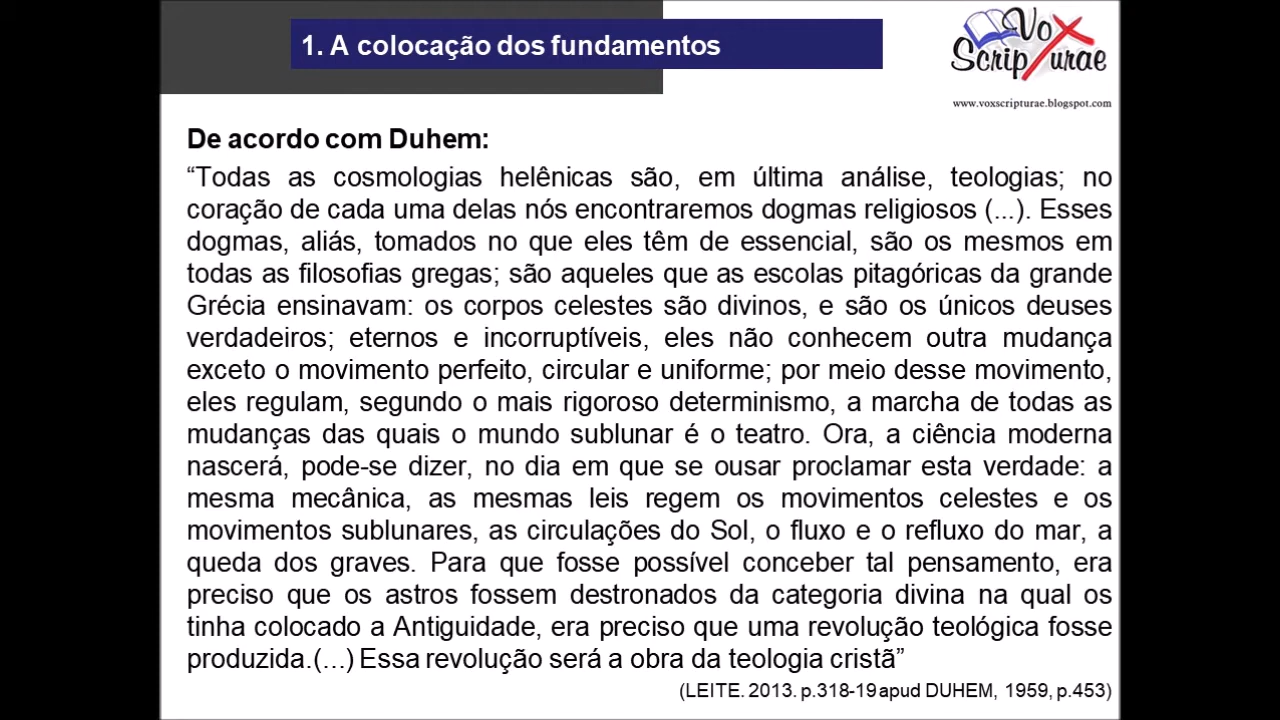 1. A colocação dos fundamentos
Vox
Scripturae
www.voxscripturae.blogspot.com
De acordo com Duhem:
“Todas as cosmologias helênicas são, em última análise, teologias; no
coração de cada uma delas nós encontraremos dogmas religiosos (...). Esses
dogmas, aliás, tomados no que eles têm de essencial, são os mesmos em
todas as filosofias gregas; são aqueles que as escolas pitagóricas da grande
Grécia ensinavam: os corpos celestes são divinos, e são os únicos deuses
verdadeiros; eternos e incorruptíveis, eles não conhecem outra mudança
exceto o movimento perfeito, circular e uniforme; por meio desse movimento,
eles regulam, segundo o mais rigoroso determinismo, a marcha de todas as
mudanças das quais o mundo sublunar é o teatro. Ora, a ciência moderna
nascerá, pode-se dizer, no dia em que se ousar proclamar esta verdade: a
mesma mecânica, as mesmas leis regem os movimentos celestes e os
movimentos sublunares, as circulações do Sol, o fluxo e o refluxo do mar, a
queda dos graves. Para que fosse possível conceber tal pensamento, era
preciso que os astros fossem destronados da categoria divina na qual os
tinha colocado a Antiguidade, era preciso que uma revolução teológica fosse
produzida.(...) Essa revolução será a obra da teologia cristã”
(LEITE. 2013. p.318-19 apud DUHEM, 1959, p.453)